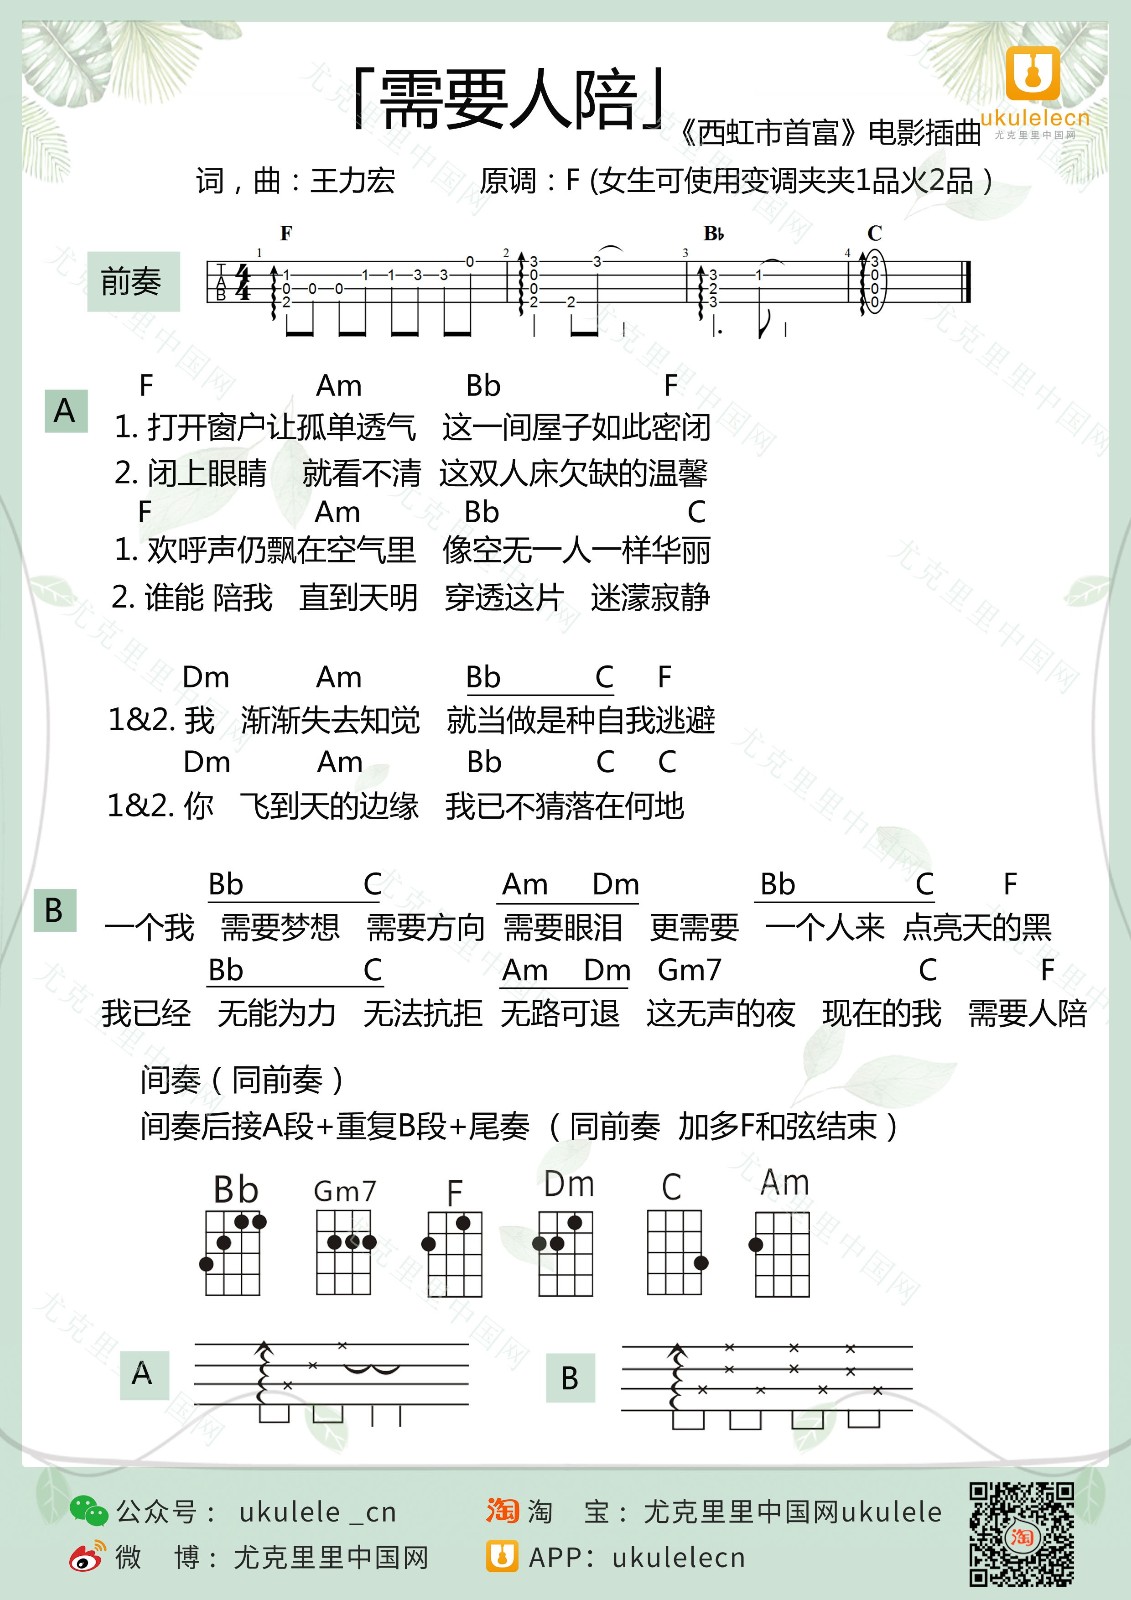 「需要人陪」
《西虹市首富》电影插曲
ukulelecn
尤克里里中国网
词，曲：王力宏 原调：F (女生可使用变调夹夹1品火2品）
F B♭ C
前奏
1 2 3 4
T A B 4 4
1 0 2 0 0 1 1 3 3 0 3 0 0 2 2 3 3 2 3 1 3 0 0 0
F Am Bb F
A
1. 打开窗户让孤单透气 这一间屋子如此密闭
2. 闭上眼睛 就看不清 这双人床欠缺的温馨
F Am Bb C
1. 欢呼声仍飘在空气里 像空无一人一样华丽
2. 谁能 陪我 直到天明 穿透这片 迷濛寂静
Dm Am Bb C F
1&2. 我 渐渐失去知觉 就当做是种自我逃避
Dm Am Bb C C
1&2. 你 飞到天的边缘 我已不猜落在何地
Bb C Am Dm Bb C F
B
一个我 需要梦想 需要方向 需要眼泪 更需要 一个人来 点亮天的黑
Bb C Am Dm Gm7 C F
我已经 无能为力 无法抗拒 无路可退 这无声的夜 现在的我 需要人陪
间奏（同前奏）
间奏后接A段+重复B段+尾奏 （同前奏 加多F和弦结束）
Bb Gm7 F Dm C Am
A B
公众号： ukulele _cn
淘 淘 宝：尤克里里中国网ukulele
微 博：尤克里里中国网
APP：ukulelecn
淘